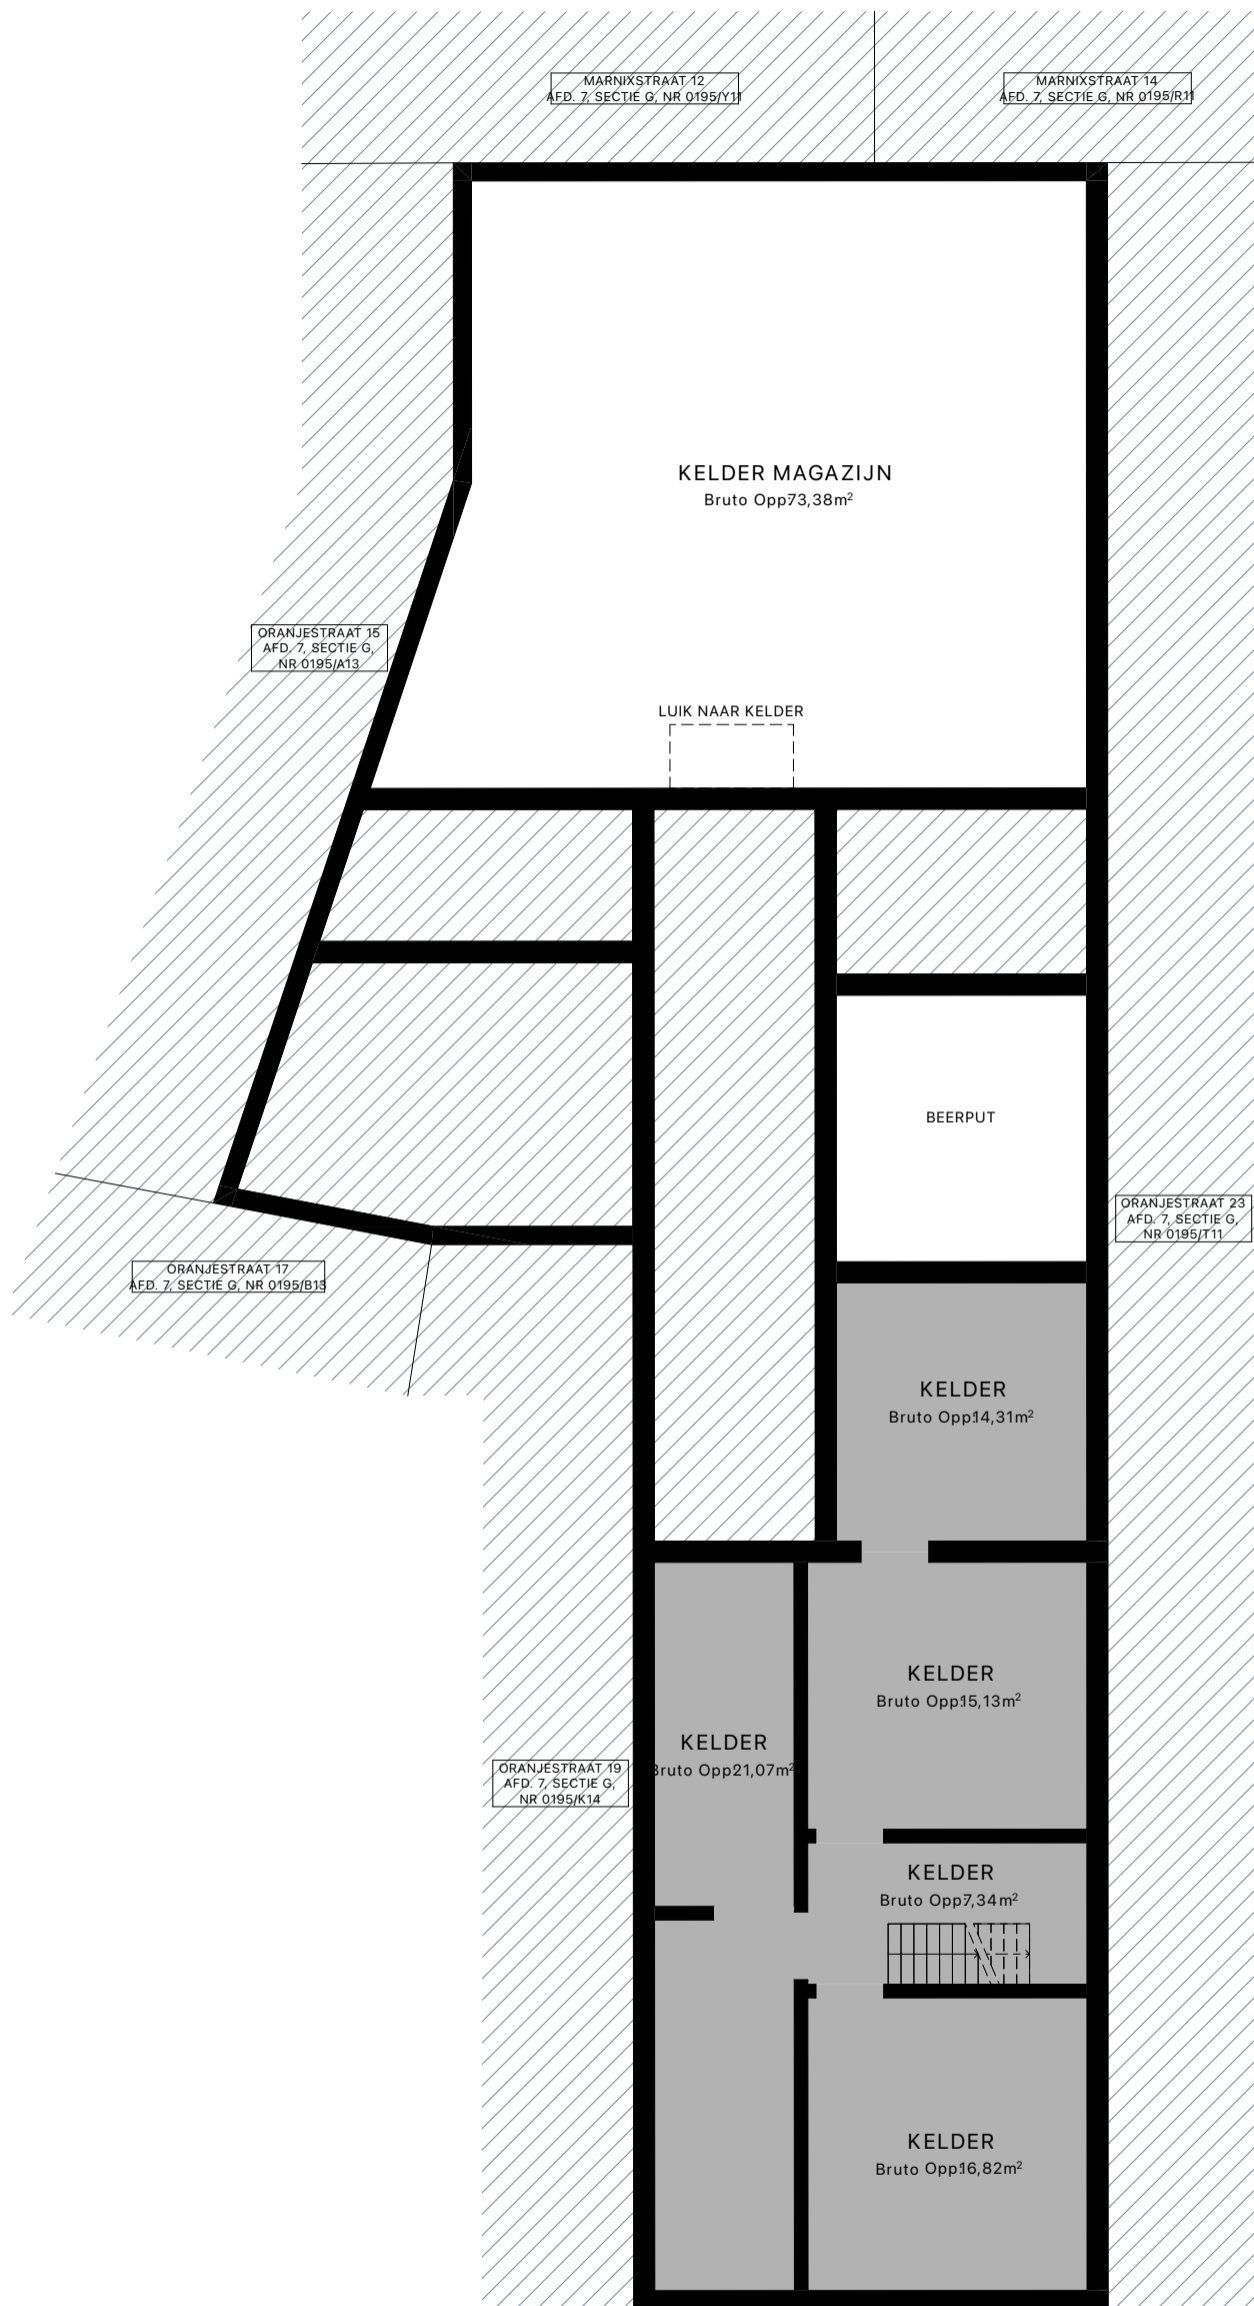 MARNIXSTRAAT 12
AFD. 7, SECTIE G, NR 0195/Y11
MARNIXSTRAAT 14
AFD. 7, SECTIE G, NR 0195/R11
KELDER MAGAZIJN
Bruto Opp73,38m²
ORANJESTRAAT 15
AFD. 7, SECTIE G,
NR 0195/A13
LUIK NAAR KELDER
BEERPUT
ORANJESTRAAT 23
AFD. 7, SECTIE G,
NR 0195/T11
ORANJESTRAAT 17
AFD. 7, SECTIE G, NR 0195/B13
KELDER
Bruto Opp14,31m²
KELDER
Bruto Opp15,13m²
KELDER
Bruto Opp21,07m²
ORANJESTRAAT 19
AFD. 7, SECTIE G,
NR 0195/K14
KELDER
Bruto Opp7,34m²
KELDER
Bruto Opp16,82m²